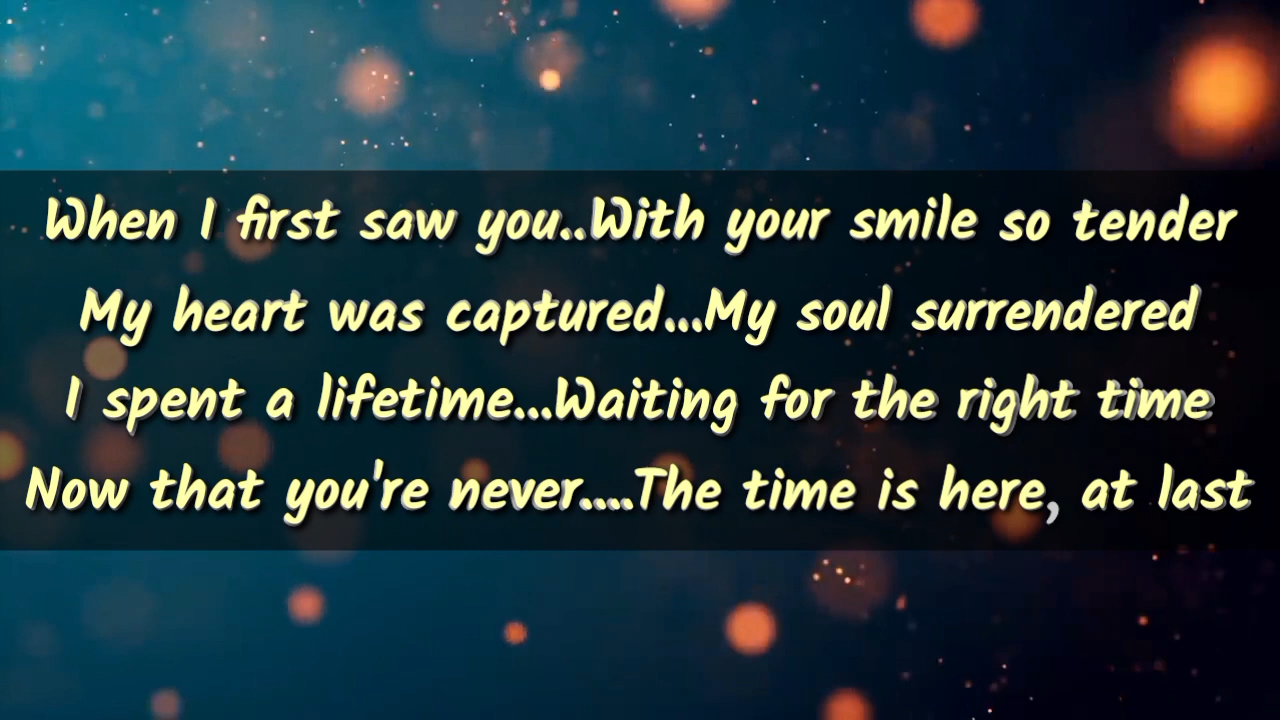 When I first saw you..With your smile so tender
My heart was captured...My soul surrendered
I spent a lifetime...Waiting for the right time
Now that you're never....The time is here, at last